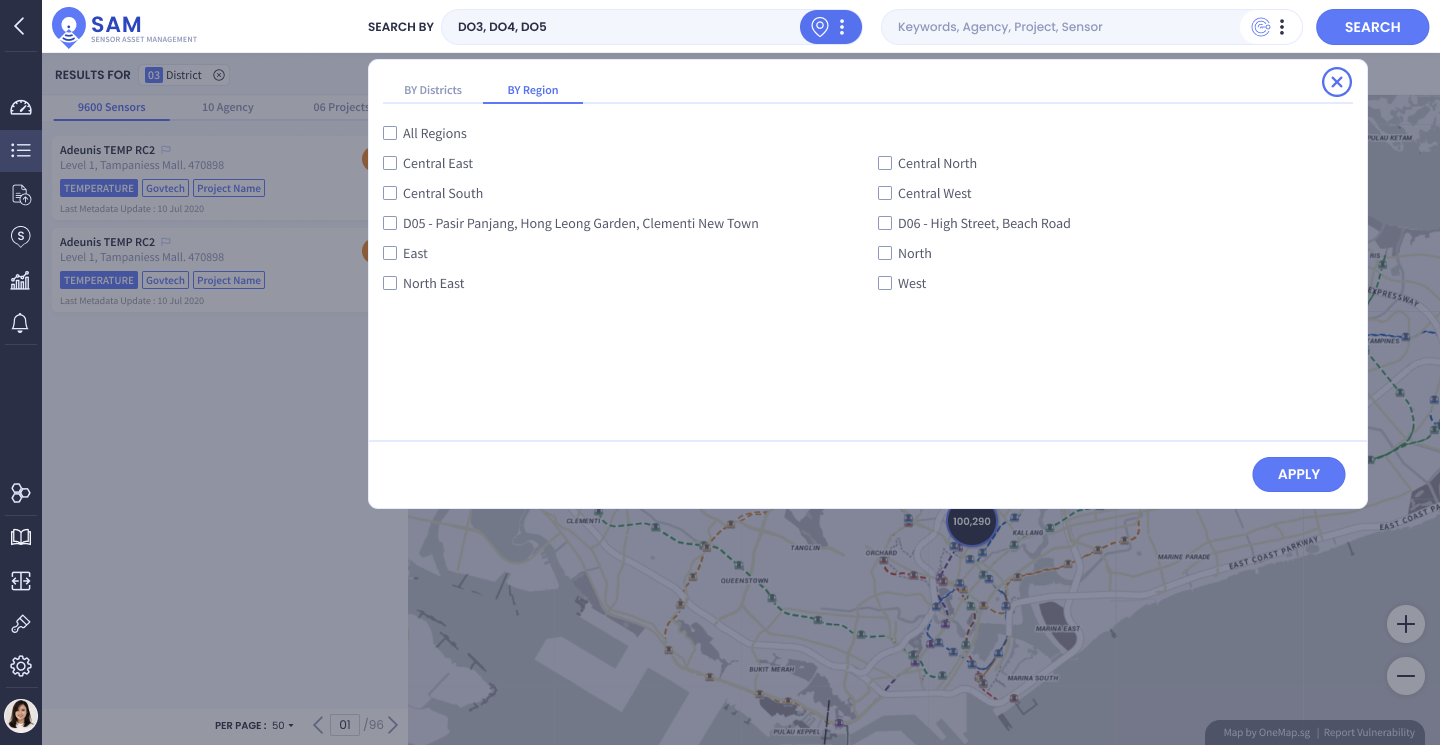 SAM
SENSOR ASSET MANAGEMENT
SEARCH BY
DO3, DO4, DO5
Keywords, Agency, Project, Sensor
SEARCH
RESULTS FOR
03 District
9600 Sensors
10 Agency
06 Projects
Adeunis TEMP RC2
Level 1, Tampaniess Mall. 470898
TEMPERATURE
Govtech
Project Name
Last Metadata Update : 10 Jul 2020
Adeunis TEMP RC2
Level 1, Tampaniess Mall. 470898
TEMPERATURE
Govtech
Project Name
Last Metadata Update : 10 Jul 2020
BY Districts
BY Region
All Regions
Central East
Central North
Central South
Central West
D05 - Pasir Panjang, Hong Leong Garden, Clementi New Town
D06 - High Street, Beach Road
East
North
North East
West
APPLY
PULAU KETAM
RIS
EXPRESSWAY
TAMPINES
EAST COAST PA
100,290
CLEMENTI
TANGLIN
ORCHARD
KALLANG
MARINE PARADE
EAST COAST PARKWAY
QUEENSTOWN
MARINA EAST
BUKIT MERAH
MARINA SOUTH
PULAU KEPPEL
PER PAGE : 50
01 /96
Map by OneMap.sg | Report Vulnerability